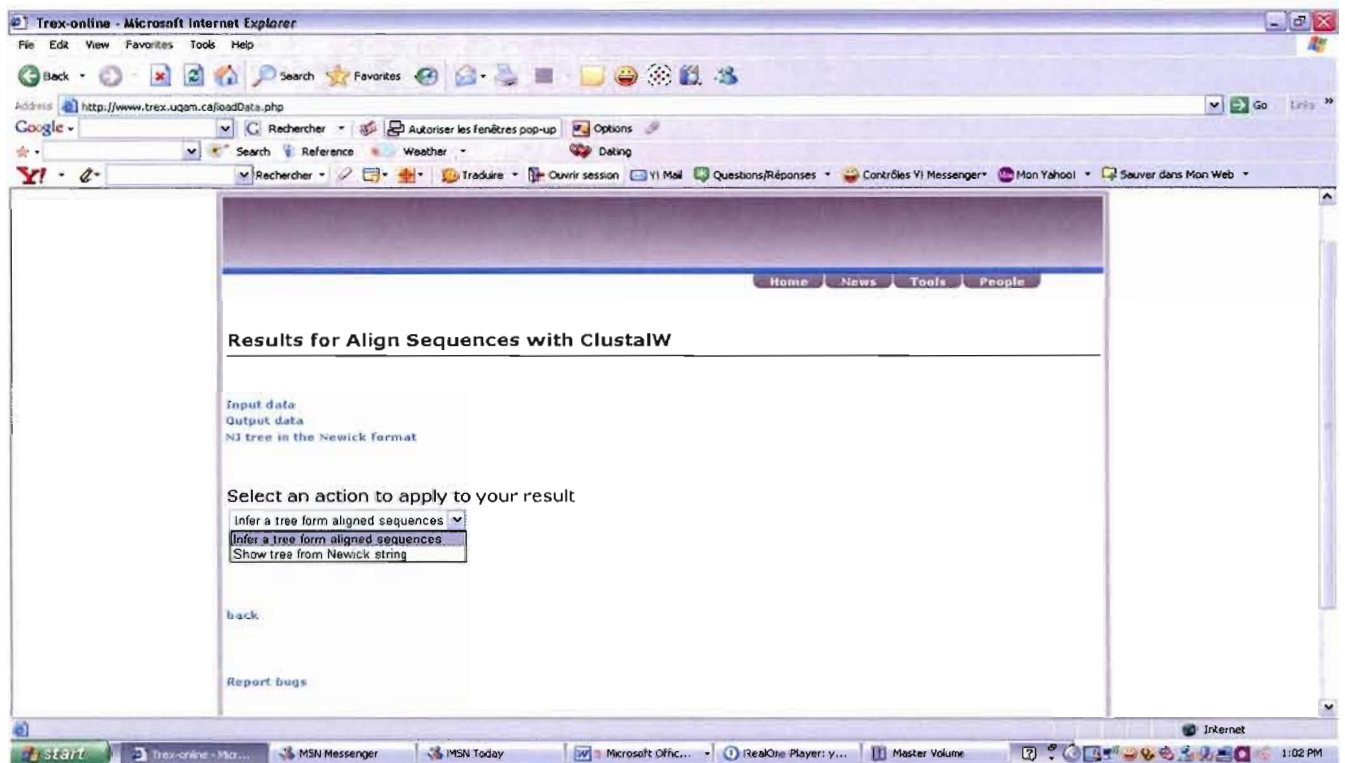 Trex-online - Microsoft Internet Explorer
File Edit View Favorites Tools Help
Back Search Favorites
Address http://www.trex.uqam.ca/loadData.php Go Links »
Google Rechercher Autoriser les fenêtres pop-up Options
Search Reference Weather Dating
Y! Rechercher Traduire Ouvrir session Y! Mail Questions/Réponses Contrôles Y! Messenger Mon Yahoo! Sauver dans Mon Web
Home News Tools People
Results for Align Sequences with ClustalW
Input data
Output data
NJ tree in the Newick format
Select an action to apply to your result
Infer a tree form aligned sequences
Infer a tree form aligned sequences
Show tree from Newick string
back
Report bugs
Internet
start Trex-online - Micr... MSN Messenger MSN Today 3 Microsoft Offic... RealOne Player: y... Master Volume 1:02 PM